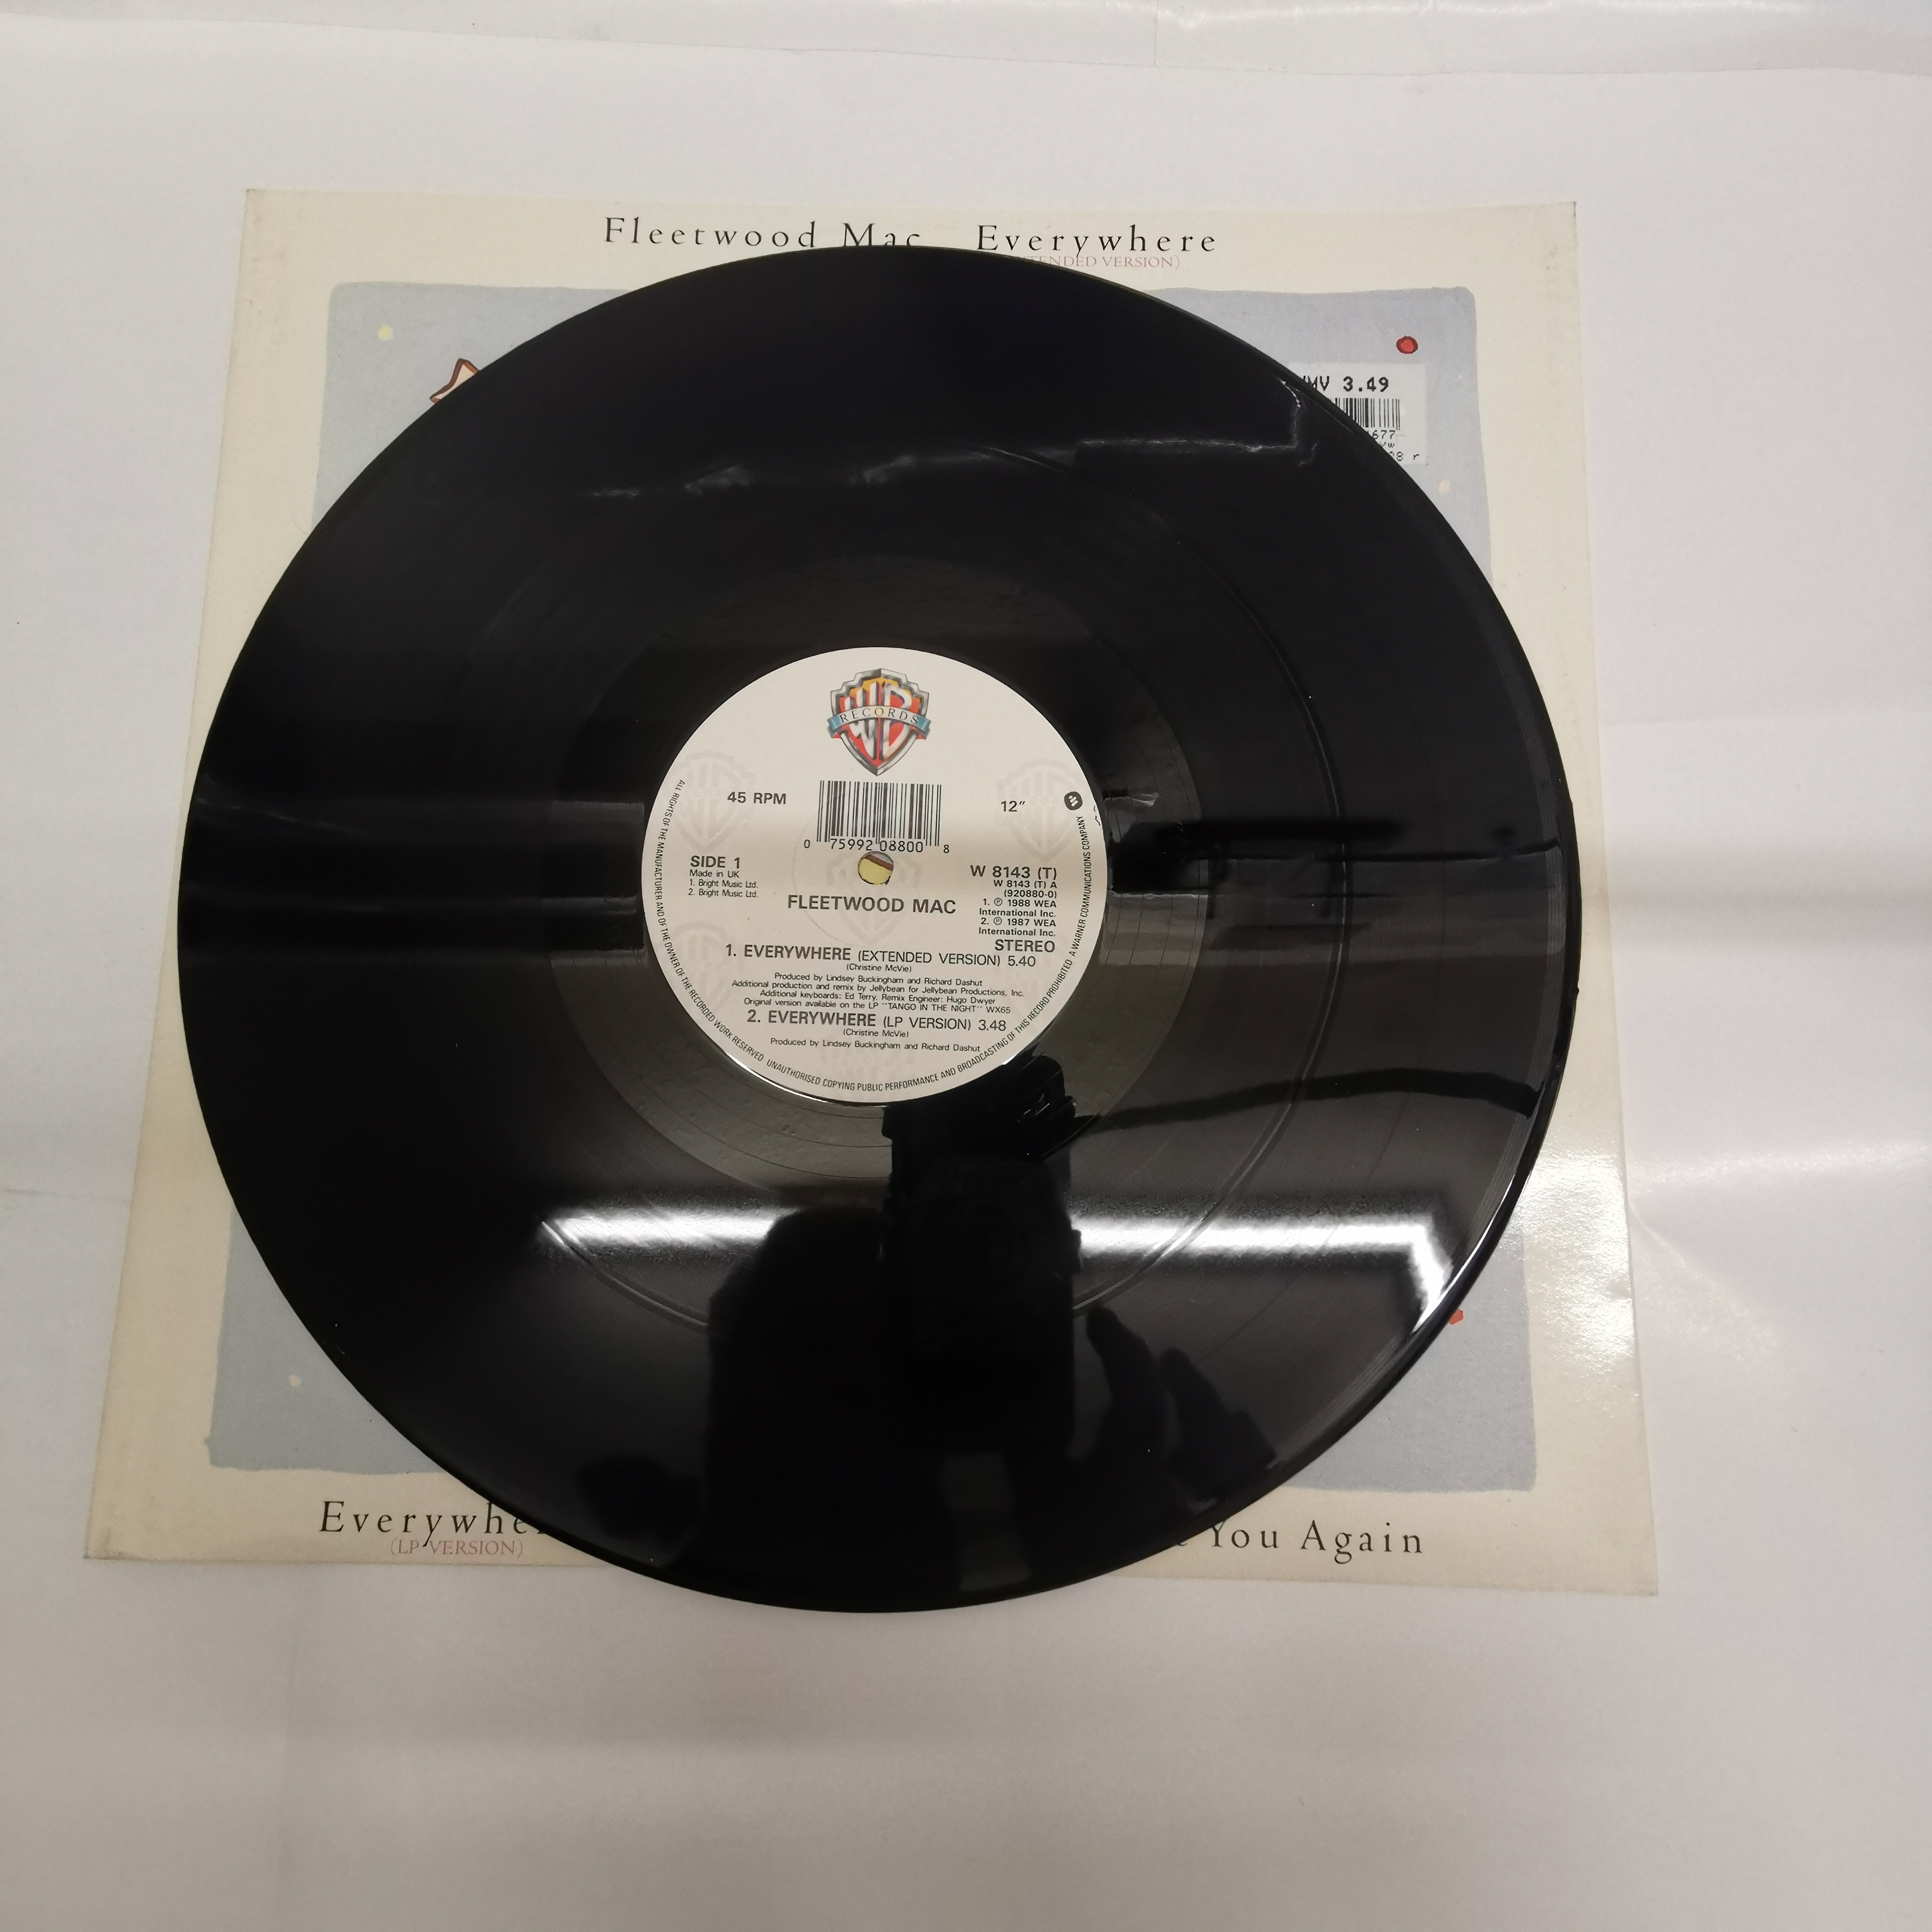 Fleetwood Mac Everywhere
VERSION)
3.49
RECORDS
45 RPM
12"
0 75992 08800 8
SIDE 1
Made in UK
1. Bright Music Ltd.
2. Bright Music Ltd.
W 8143 (T)
W 8143 (T) A
(920880-0)
1. ℗ 1988 WEA
International Inc.
2. ℗ 1987 WEA
International Inc.
STEREO
FLEETWOOD MAC
1. EVERYWHERE (EXTENDED VERSION) 5.40
(Christine McVie)
Produced by Lindsey Buckingham and Richard Dashut
Additional production and remix by Jellybean for Jellybean Productions, Inc.
Additional keyboards: Ed Terry. Remix Engineer: Hugo Dwyer
Original version available on the LP "TANGO IN THE NIGHT" WX65
2. EVERYWHERE (LP VERSION) 3.48
(Christine McVie)
Produced by Lindsey Buckingham and Richard Dashut
ALL RIGHTS OF THE MANUFACTURER AND OF THE OWNER OF THE RECORDED WORK RESERVED UNAUTHORISED COPYING PUBLIC PERFORMANCE AND BROADCASTING OF THIS RECORD PROHIBITED A WARNER COMMUNICATIONS COMPANY
(LP VERSION)
You Again